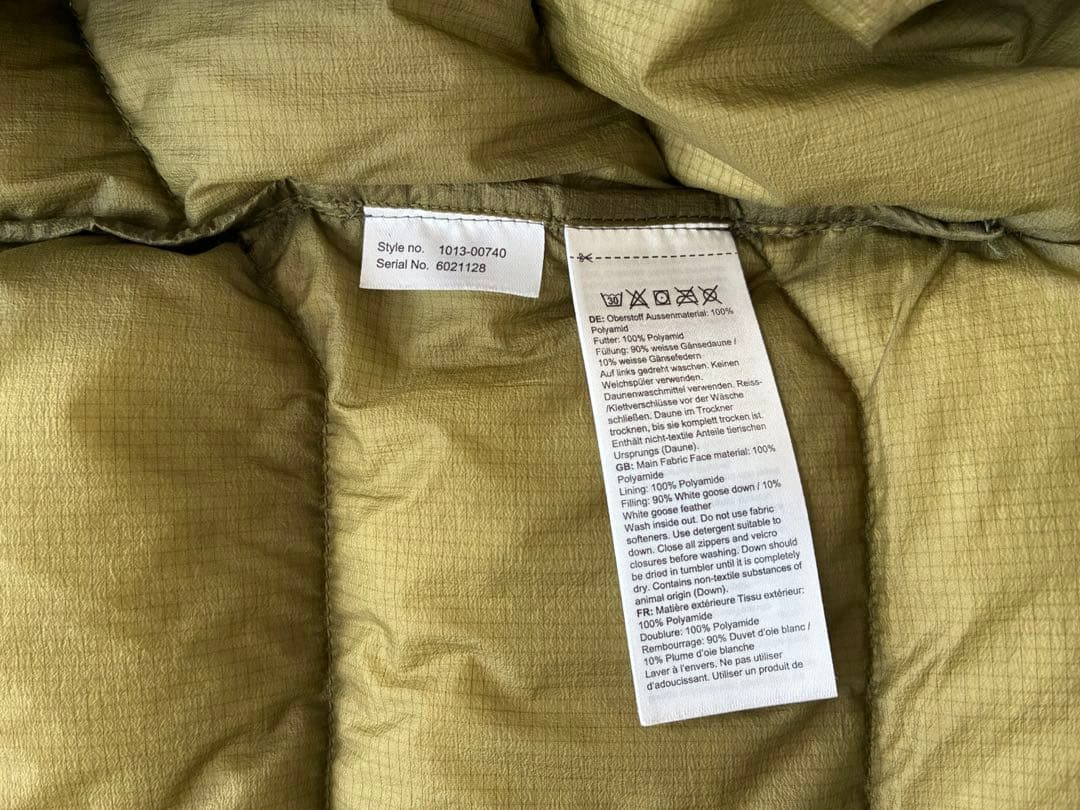 Style no. 1013-00740
Serial No. 6021128
30
DE: Oberstoff Aussenmaterial: 100%
Polyamid
Futter: 100% Polyamid
Füllung: 90% weisse Gänsedaune /
10% weisse Gänsefedern
Auf links gedreht waschen. Keinen
Weichspüler verwenden.
Daunenwaschmittel verwenden. Reiss-
/Klettverschlüsse vor der Wäsche
schließen. Daune im Trockner
trocknen, bis sie komplett trocken ist.
Enthält nicht-textile Anteile tierischen
Ursprungs (Daune).
GB: Main Fabric Face material: 100%
Polyamide
Lining: 100% Polyamide
Filling: 90% White goose down / 10%
White goose feather
Wash inside out. Do not use fabric
softeners. Use detergent suitable to
down. Close all zippers and velcro
closures before washing. Down should
be dried in tumbler until it is completely
dry. Contains non-textile substances of
animal origin (Down).
FR: Matière extérieure Tissu extérieur:
100% Polyamide
Doublure: 100% Polyamide
Rembourrage: 90% Duvet d'oie blanc /
10% Plume d'oie blanche
Laver à l'envers. Ne pas utiliser
d'adoucissant. Utiliser un produit de